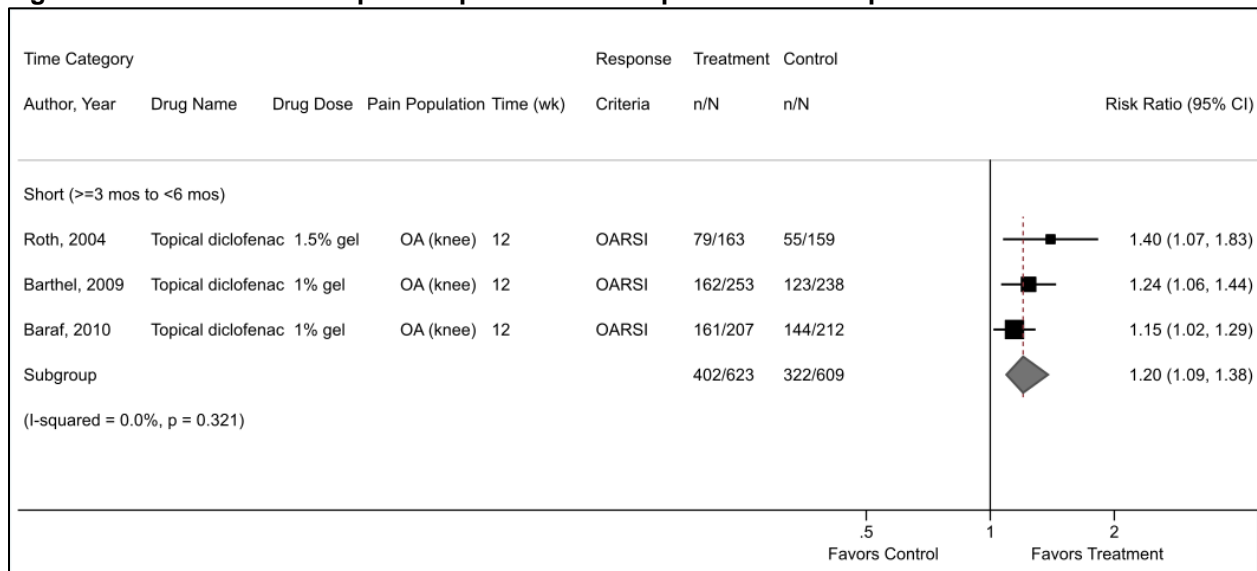 Time Category Response Treatment Control
Author, Year Drug Name Drug Dose Pain Population Time (wk) Criteria n/N n/N Risk Ratio (95% CI)
Short (>=3 mos to <6 mos)
Roth, 2004 Topical diclofenac 1.5% gel OA (knee) 12 OARSI 79/163 55/159 1.40 (1.07, 1.83)
Barthel, 2009 Topical diclofenac 1% gel OA (knee) 12 OARSI 162/253 123/238 1.24 (1.06, 1.44)
Baraf, 2010 Topical diclofenac 1% gel OA (knee) 12 OARSI 161/207 144/212 1.15 (1.02, 1.29)
Subgroup 402/623 322/609 1.20 (1.09, 1.38)
(I-squared = 0.0%, p = 0.321)
.5 1 2
Favors Control Favors Treatment